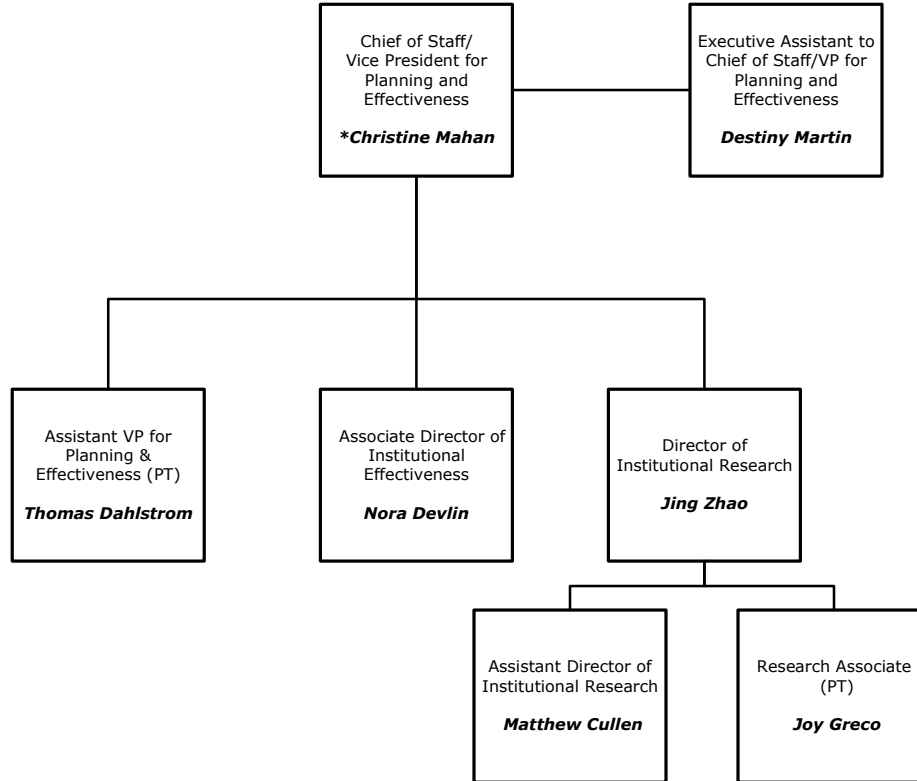 Chief of Staff/
Vice President for
Planning and
Effectiveness
*Christine Mahan
Executive Assistant to
Chief of Staff/VP for
Planning and
Effectiveness
Destiny Martin
Assistant VP for
Planning &
Effectiveness (PT)
Thomas Dahlstrom
Associate Director of
Institutional
Effectiveness
Nora Devlin
Director of
Institutional Research
Jing Zhao
Assistant Director of
Institutional Research
Matthew Cullen
Research Associate
(PT)
Joy Greco